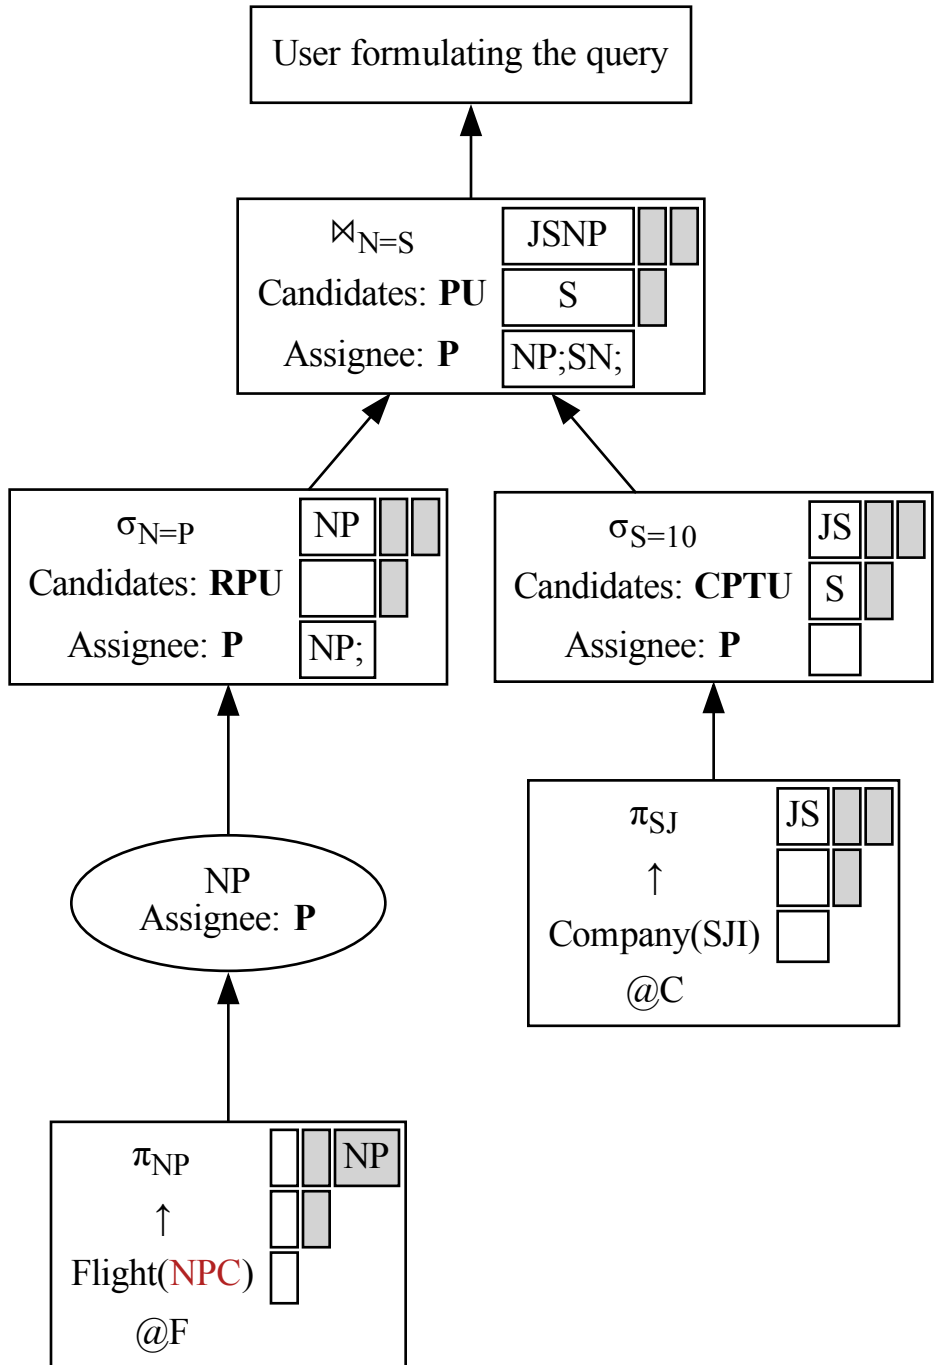 User formulating the query
⋈N=S
Candidates: PU
Assignee: P
JSNP
S
NP;SN;
σN=P
Candidates: RPU
Assignee: P
NP
NP;
σS=10
Candidates: CPTU
Assignee: P
JS
S
NP
Assignee: P
πSJ
↑
Company(SJI)
@C
JS
πNP
↑
Flight(NPC)
@F
NP